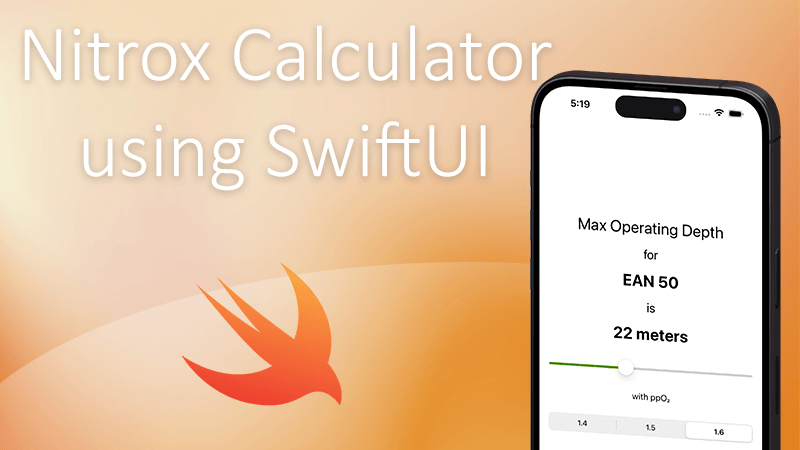 Nitrox Calculator
using SwiftUI
5:19
Max Operating Depth
for
EAN 50
is
22 meters
with ppO₂
1.4 1.5 1.6